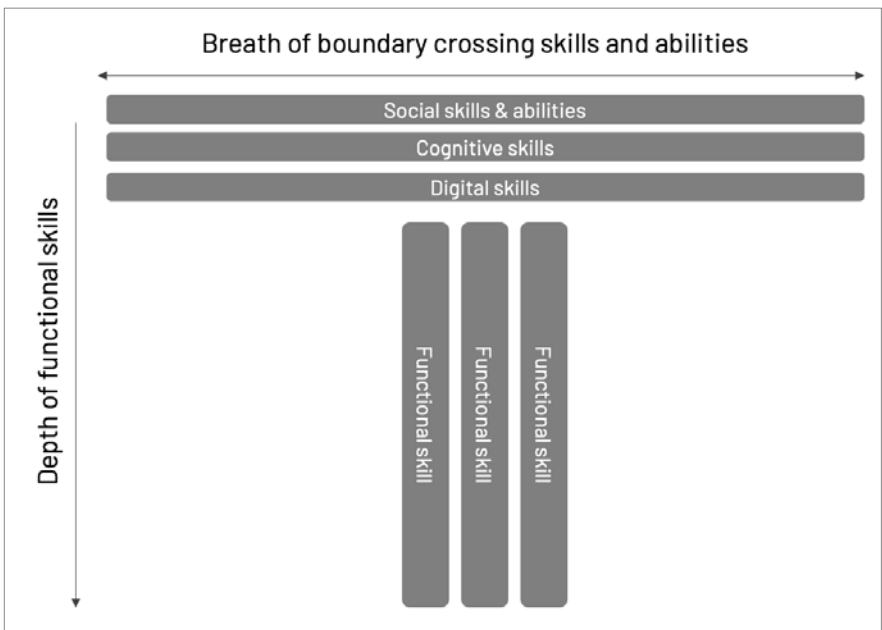 Breath of boundary crossing skills and abilities
Social skills & abilities
Cognitive skills
Digital skills
Depth of functional skills
Functional skill
Functional skill
Functional skill